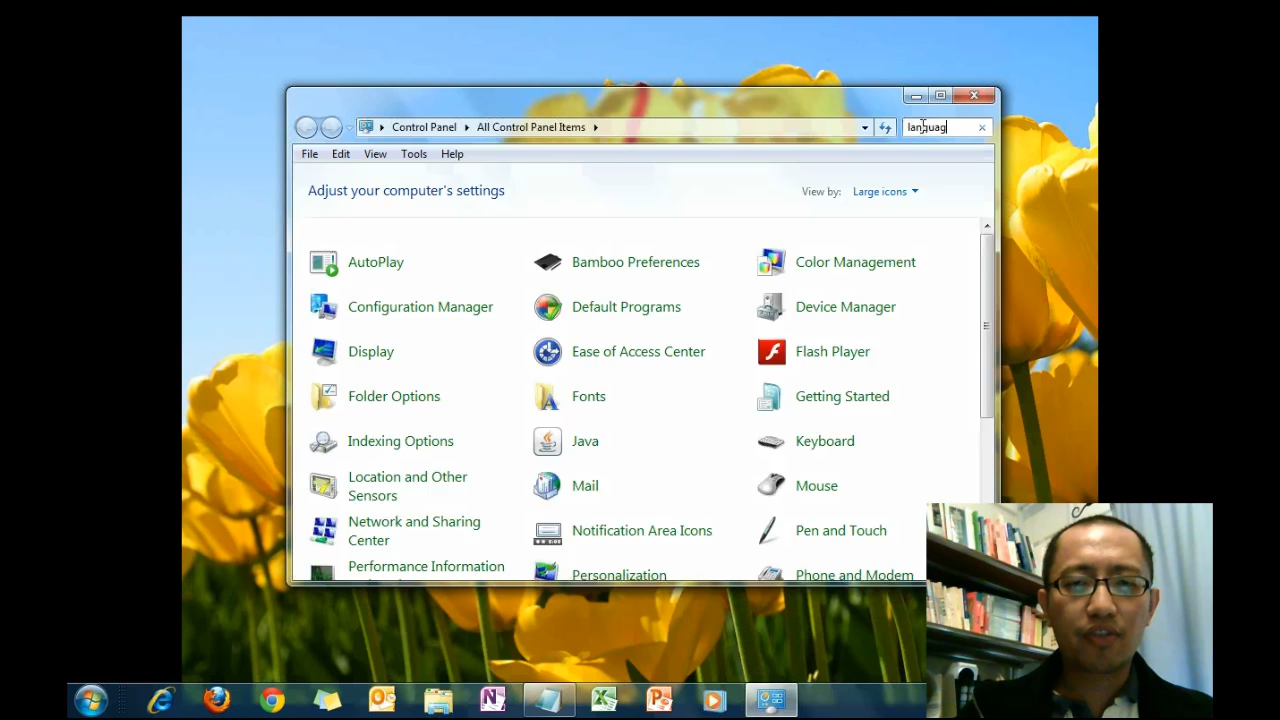 Control Panel
All Control Panel Items
languag
File
Edit
View
Tools
Help
Adjust your computer's settings
View by:
Large icons
AutoPlay
Bamboo Preferences
Color Management
Configuration Manager
Default Programs
Device Manager
Display
Ease of Access Center
Flash Player
Folder Options
Fonts
Getting Started
Indexing Options
Java
Keyboard
Location and Other
Sensors
Mail
Mouse
Network and Sharing
Center
Notification Area Icons
Pen and Touch
Performance Information
Personalization
Phone and Modem